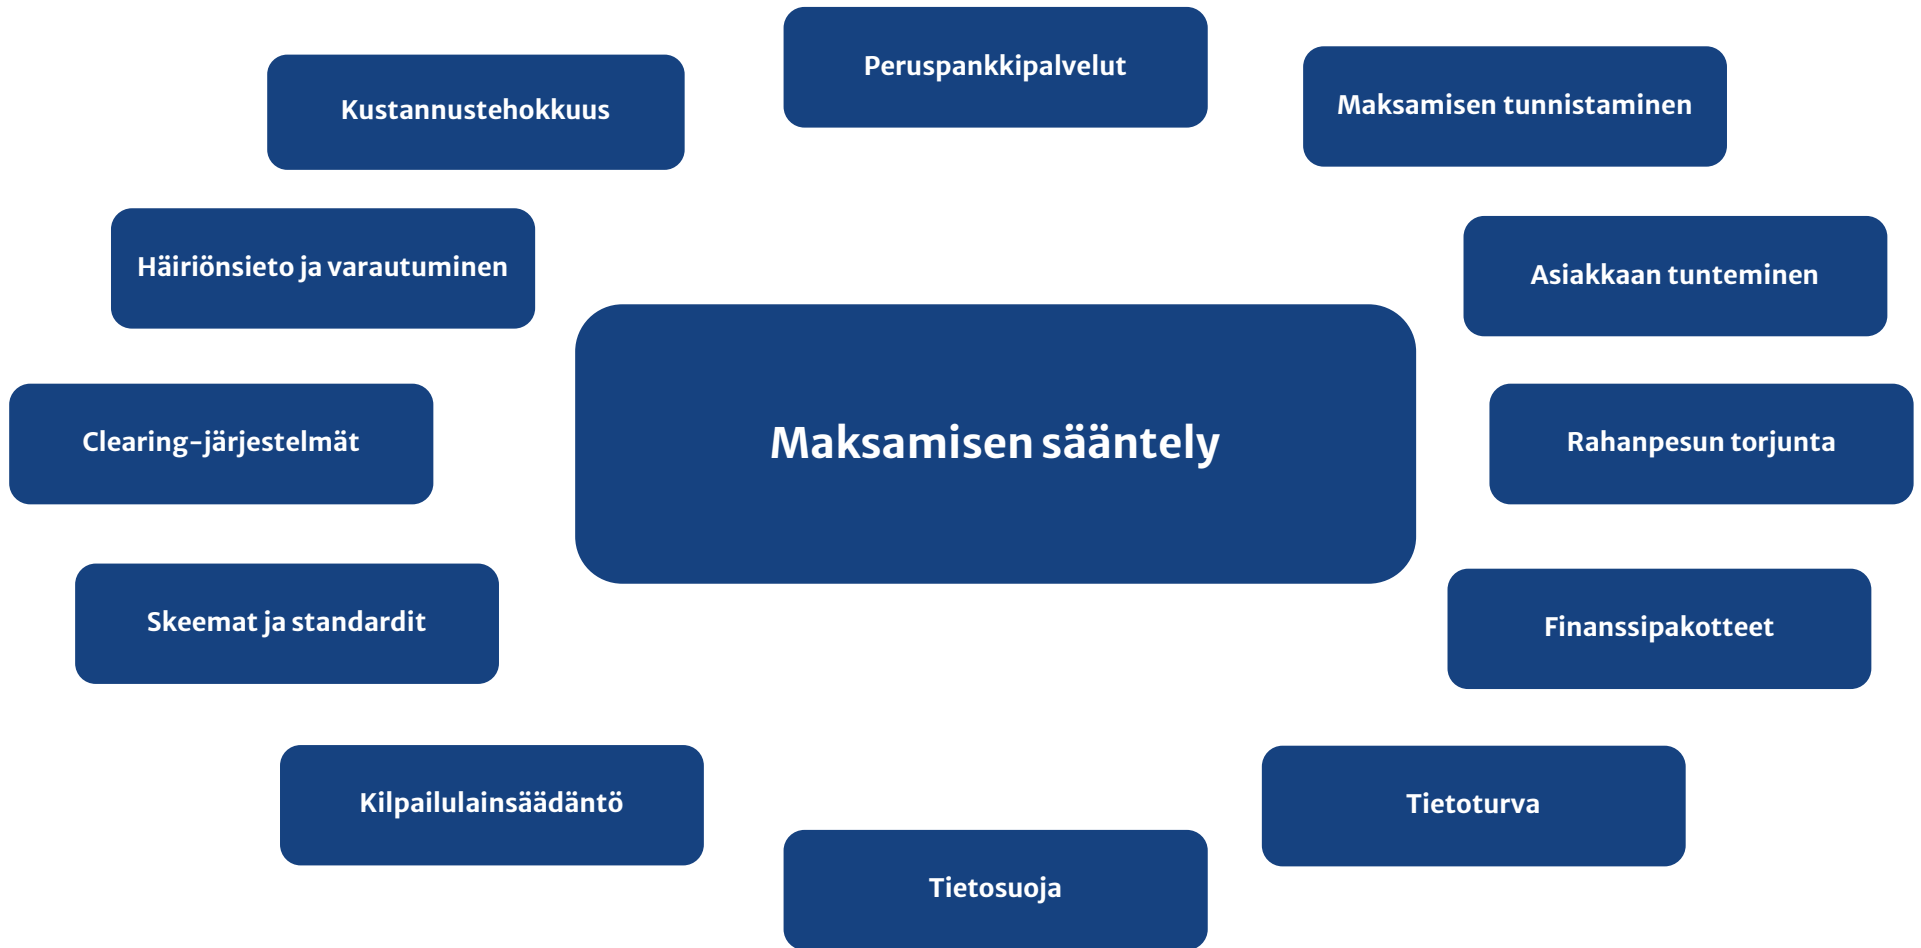 Peruspankkipalvelut
Kustannustehokkuus
Maksamisen tunnistaminen
Häiriönsieto ja varautuminen
Asiakkaan tunteminen
Maksamisen sääntely
Clearing-järjestelmät
Rahanpesun torjunta
Skeemat ja standardit
Finanssipakotteet
Kilpailulainsäädäntö
Tietoturva
Tietosuoja